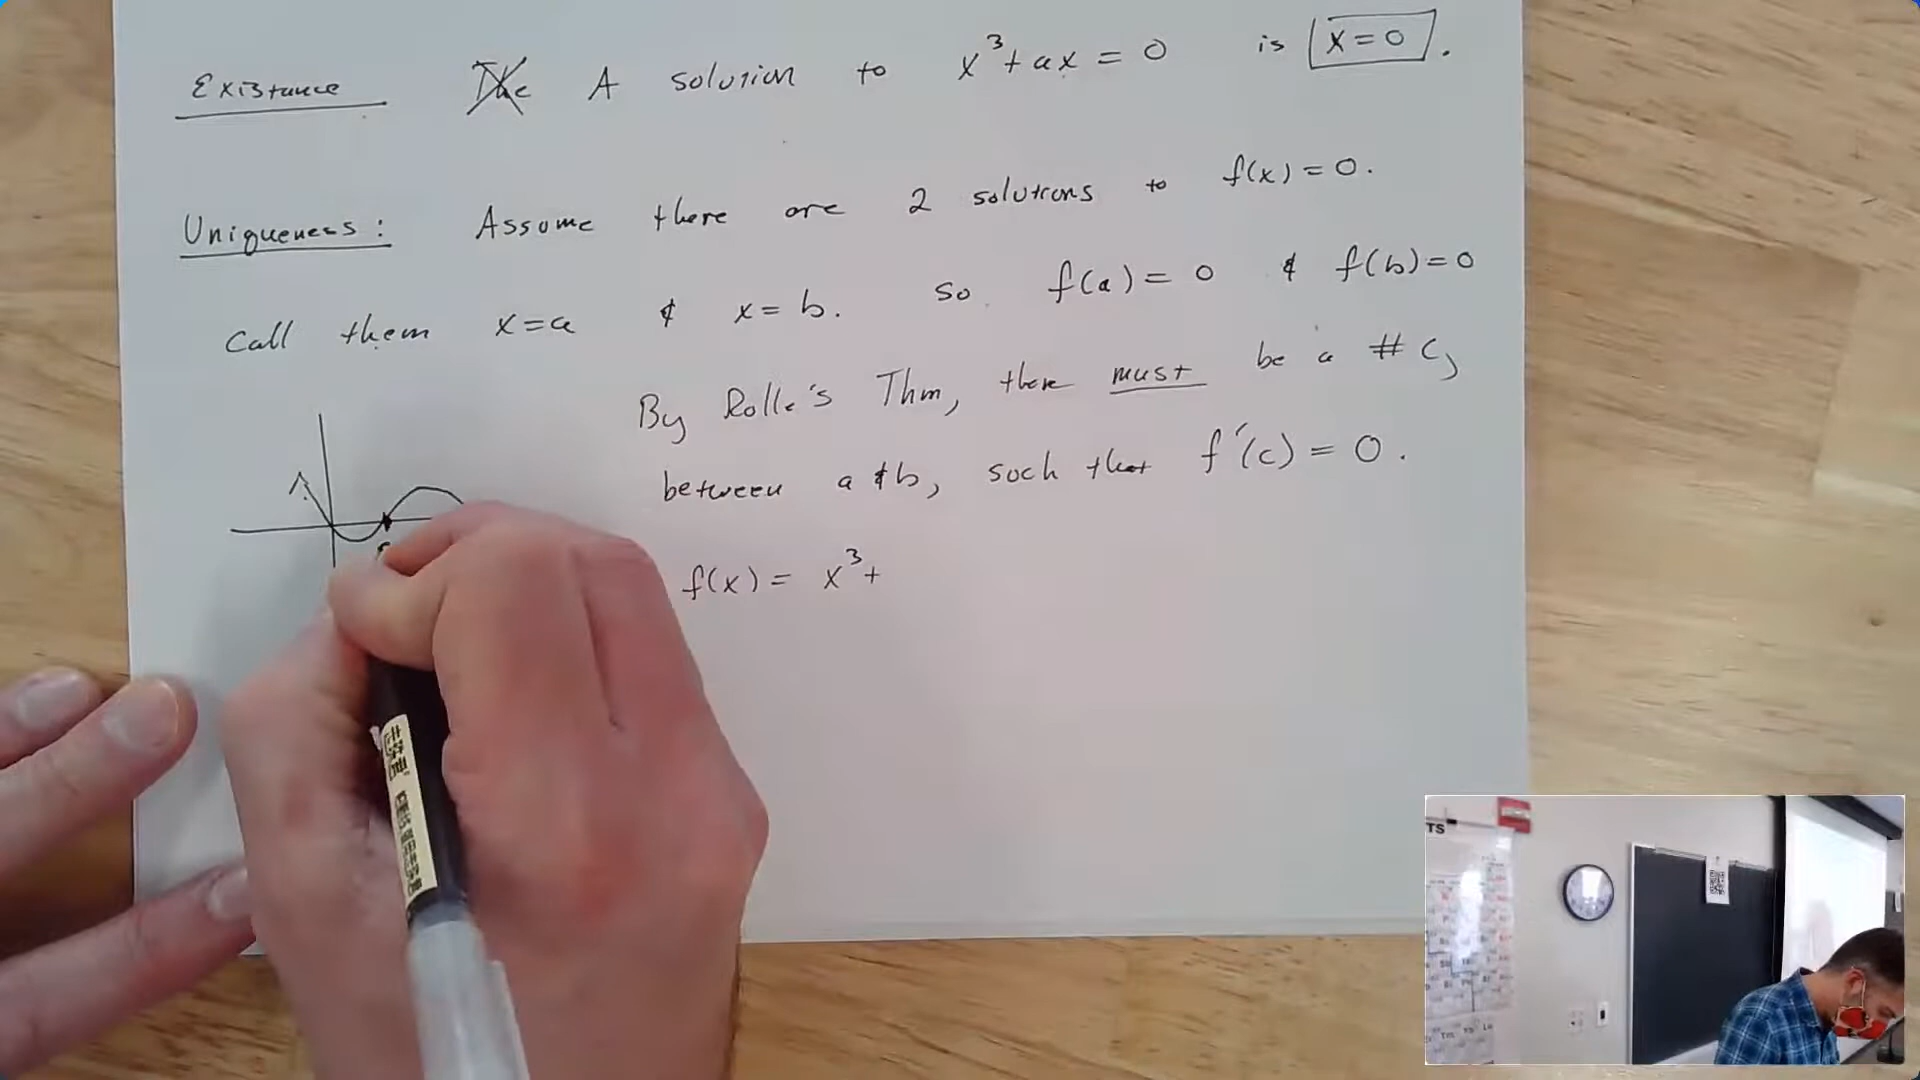 Existance The A solution to x³+ax = 0 is x=0.
Uniqueness: Assume there are 2 solutions to f(x)=0.
Call them x=a & x=b. So f(a)=0 & f(b)=0
By Rolle's Thm, there must be a # c,
between a & b, such that f'(c) = 0.
f(x) = x³+
TS